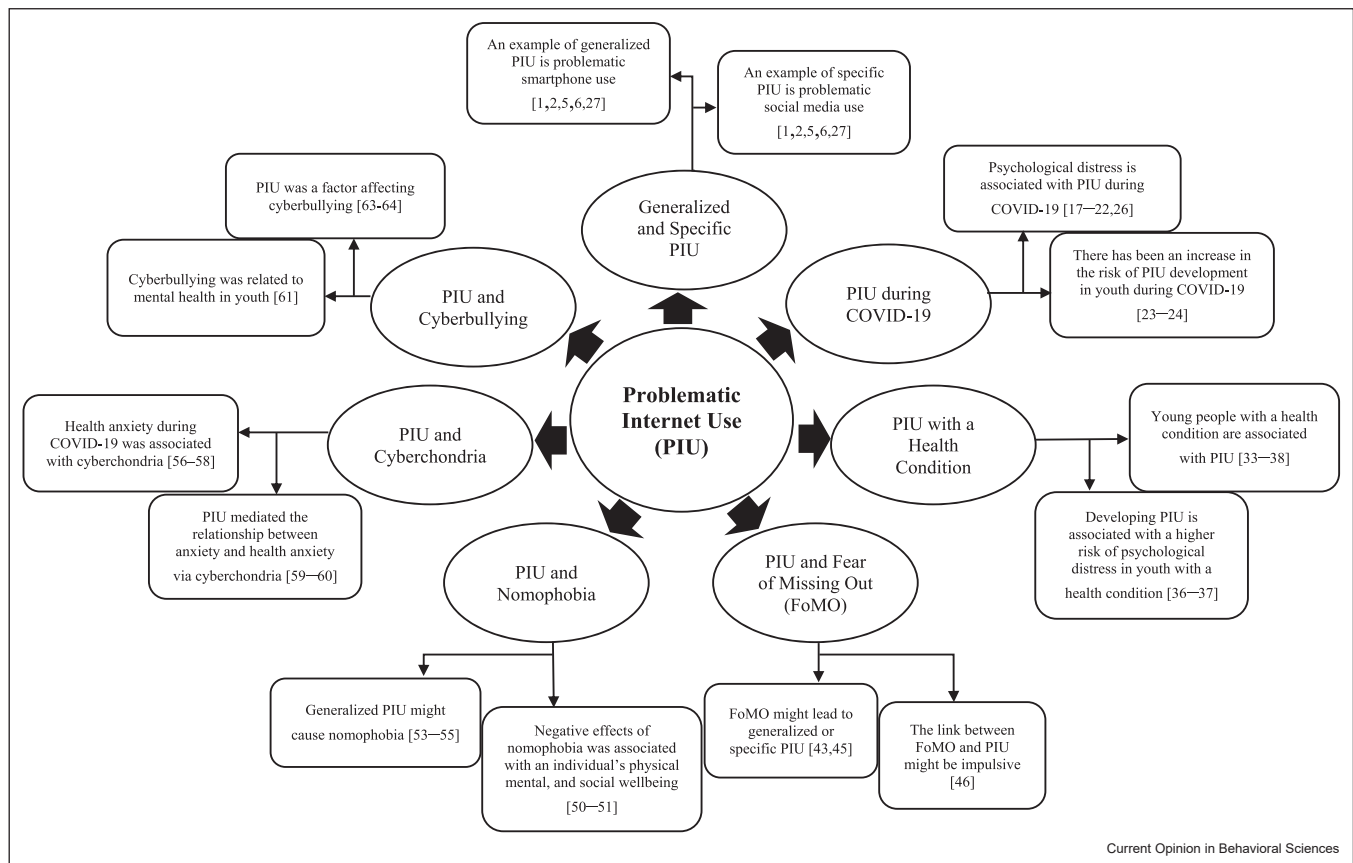 An example of generalized
PIU is problematic
smartphone use
[1,2,5,6,27]
An example of specific
PIU is problematic
social media use
[1,2,5,6,27]
Generalized
and Specific
PIU
PIU was a factor affecting
cyberbullying [63-64]
Cyberbullying was related to
mental health in youth [61]
PIU and
Cyberbullying
Psychological distress is
associated with PIU during
COVID-19 [17—22,26]
There has been an increase in
the risk of PIU development
in youth during COVID-19
[23—24]
PIU during
COVID-19
Problematic
Internet Use
(PIU)
Health anxiety during
COVID-19 was associated
with cyberchondria [56–58]
PIU mediated the
relationship between
anxiety and health anxiety
via cyberchondria [59—60]
PIU and
Cyberchondria
PIU with a
Health
Condition
Young people with a health
condition are associated
with PIU [33—38]
Developing PIU is
associated with a higher
risk of psychological
distress in youth with a
health condition [36—37]
PIU and
Nomophobia
Generalized PIU might
cause nomophobia [53—55]
Negative effects of
nomophobia was associated
with an individual's physical
mental, and social wellbeing
[50—51]
PIU and Fear
of Missing Out
(FoMO)
FoMO might lead to
generalized or
specific PIU [43,45]
The link between
FoMO and PIU
might be impulsive
[46]
Current Opinion in Behavioral Sciences